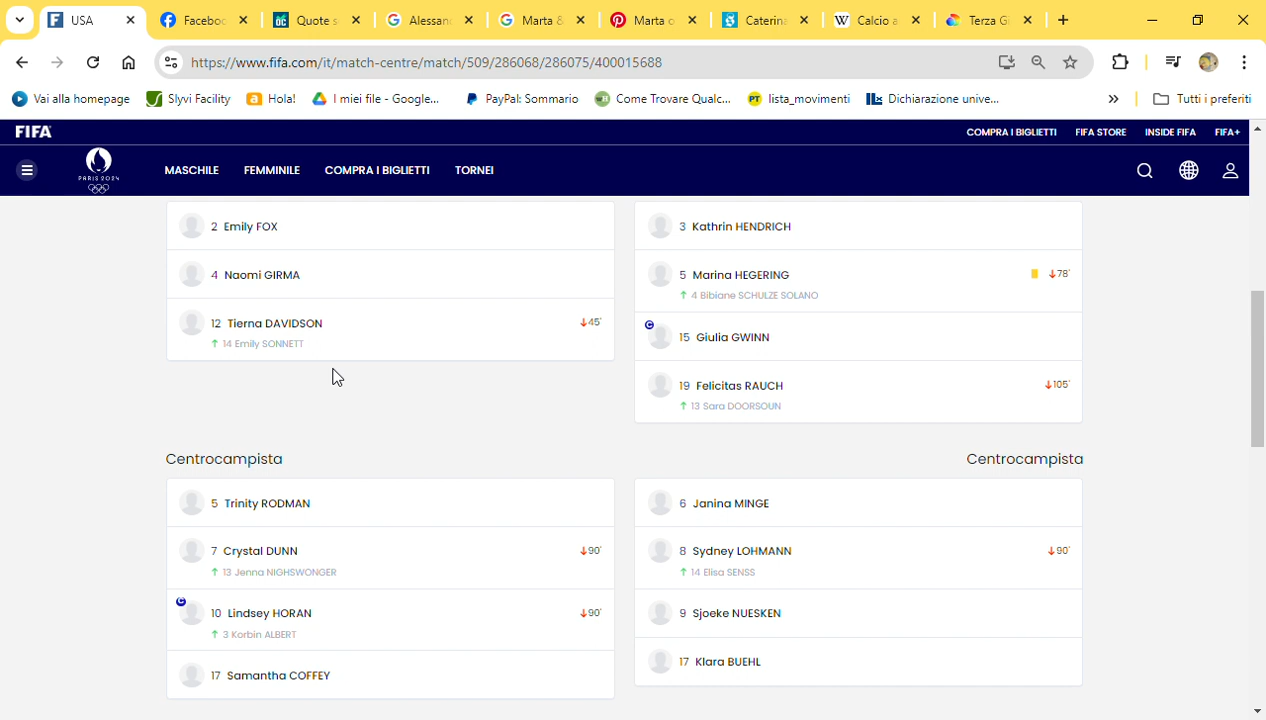 USA
Faceboo
Quote s
Alessan
Marta &
Marta o
Caterina
Calcio a
Terza Gi
https://www.fifa.com/it/match-centre/match/509/286068/286075/400015688
Vai alla homepage
Slyvi Facility
Hola!
I miei file - Google...
PayPal: Sommario
Come Trovare Qualc...
lista_movimenti
Dichiarazione unive...
Tutti i preferiti
FIFA
COMPRA I BIGLIETTI
FIFA STORE
INSIDE FIFA
FIFA+
PARIS 2024
MASCHILE
FEMMINILE
COMPRA I BIGLIETTI
TORNEI
2 Emily FOX
4 Naomi GIRMA
12 Tierna DAVIDSON
45'
14 Emily SONNETT
3 Kathrin HENDRICH
5 Marina HEGERING
78'
4 Bibiane SCHULZE SOLANO
C
15 Giulia GWINN
19 Felicitas RAUCH
105'
13 Sara DOORSOUN
Centrocampista
Centrocampista
5 Trinity RODMAN
7 Crystal DUNN
90'
13 Jenna NIGHSWONGER
C
10 Lindsey HORAN
90'
3 Korbin ALBERT
17 Samantha COFFEY
6 Janina MINGE
8 Sydney LOHMANN
90'
14 Elisa SENSS
9 Sjoeke NUESKEN
17 Klara BUEHL